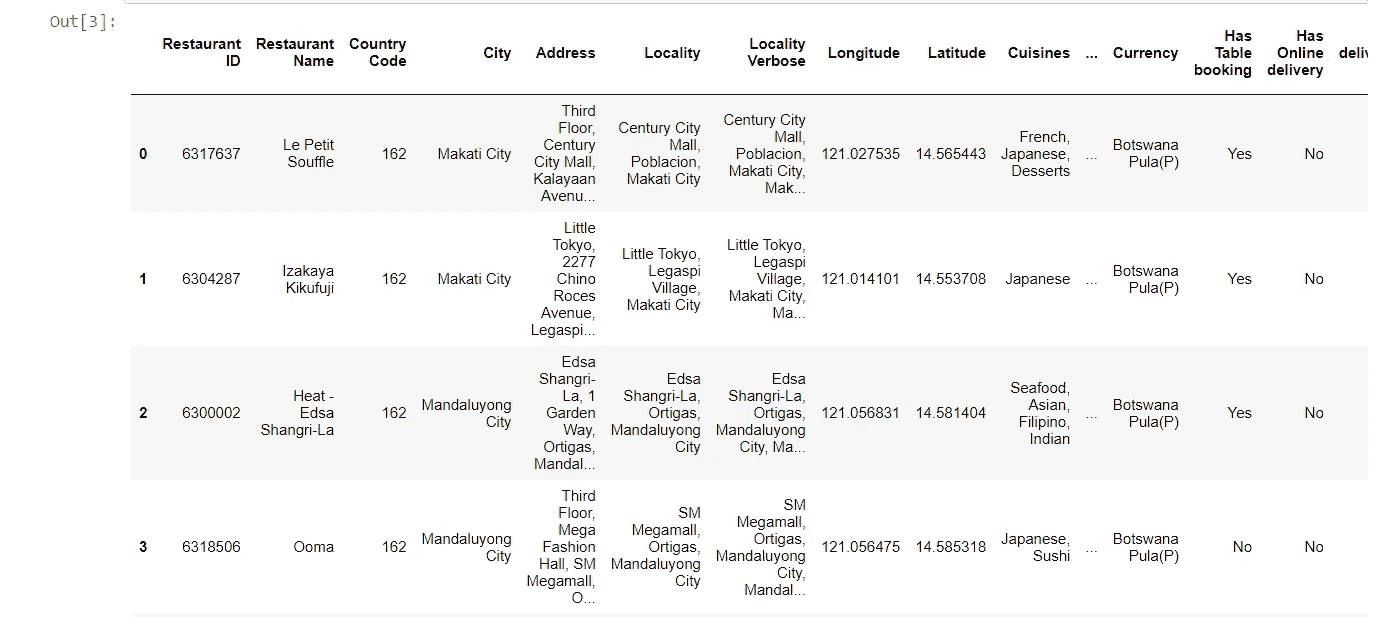 Out[3]:
Restaurant ID Restaurant Name Country Code City Address Locality Locality Verbose Longitude Latitude Cuisines ... Currency Has Table booking Has Online delivery deliv
0 6317637 Le Petit Souffle 162 Makati City Third Floor, Century City Mall, Kalayaan Avenu... Century City Mall, Poblacion, Makati City Century City Mall, Poblacion, Makati City, Mak... 121.027535 14.565443 French, Japanese, Desserts ... Botswana Pula(P) Yes No
1 6304287 Izakaya Kikufuji 162 Makati City Little Tokyo, 2277 Chino Roces Avenue, Legaspi... Little Tokyo, Legaspi Village, Makati City Little Tokyo, Legaspi Village, Makati City, Ma... 121.014101 14.553708 Japanese ... Botswana Pula(P) Yes No
2 6300002 Heat - Edsa Shangri-La 162 Mandaluyong City Edsa Shangri-La, 1 Garden Way, Ortigas, Mandal... Edsa Shangri-La, Ortigas, Mandaluyong City Edsa Shangri-La, Ortigas, Mandaluyong City, Ma... 121.056831 14.581404 Seafood, Asian, Filipino, Indian ... Botswana Pula(P) Yes No
3 6318506 Ooma 162 Mandaluyong City Third Floor, Mega Fashion Hall, SM Megamall, O... SM Megamall, Ortigas, Mandaluyong City SM Megamall, Ortigas, Mandaluyong City, Mandal... 121.056475 14.585318 Japanese, Sushi ... Botswana Pula(P) No No